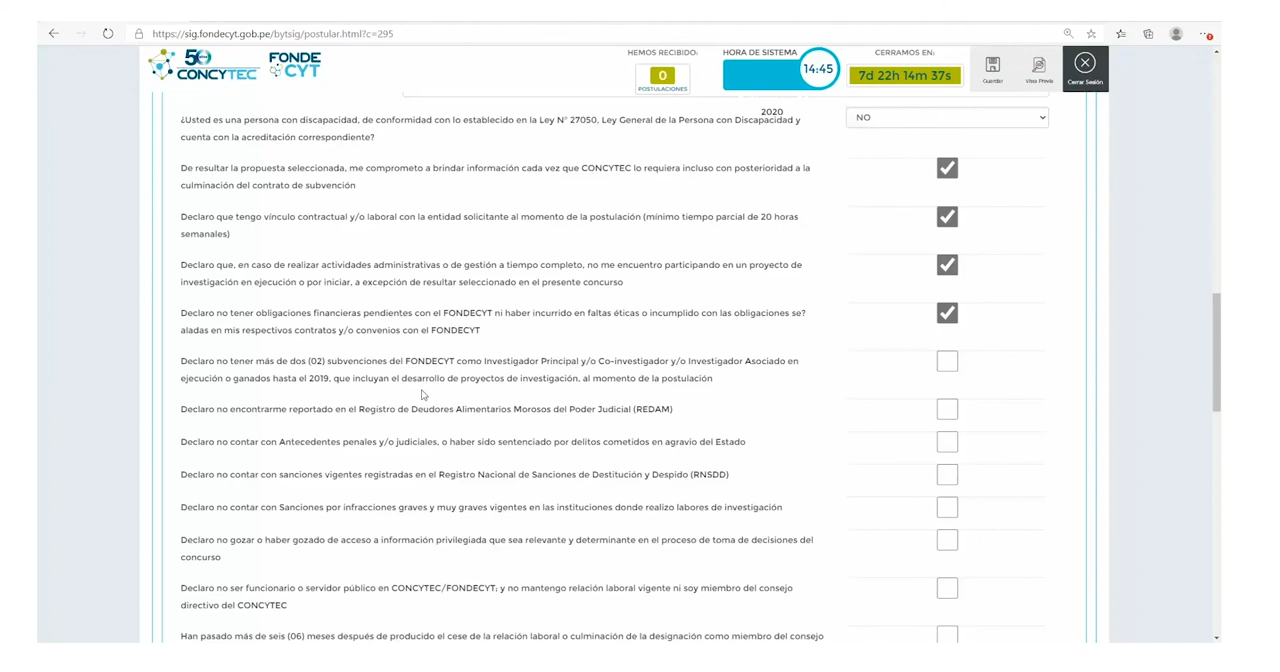 https://sig.fondecyt.gob.pe/bytsig/postular.html?c=295
50
CONCYTEC
FONDE
CYT
HEMOS RECIBIDO:
0
POSTULACIONES
HORA DE SISTEMA
14:45
2020
CERRAMOS EN:
7d 22h 14m 37s
Guardar
Vista Previa
Cerrar Sesión
¿Usted es una persona con discapacidad, de conformidad con lo establecido en la Ley N° 27050, Ley General de la Persona con Discapacidad y
cuenta con la acreditación correspondiente?
NO
De resultar la propuesta seleccionada, me comprometo a brindar información cada vez que CONCYTEC lo requiera incluso con posterioridad a la
culminación del contrato de subvención
Declaro que tengo vínculo contractual y/o laboral con la entidad solicitante al momento de la postulación (mínimo tiempo parcial de 20 horas
semanales)
Declaro que, en caso de realizar actividades administrativas o de gestión a tiempo completo, no me encuentro participando en un proyecto de
investigación en ejecución o por iniciar, a excepción de resultar seleccionado en el presente concurso
Declaro no tener obligaciones financieras pendientes con el FONDECYT ni haber incurrido en faltas éticas o incumplido con las obligaciones se?
aladas en mis respectivos contratos y/o convenios con el FONDECYT
Declaro no tener más de dos (02) subvenciones del FONDECYT como Investigador Principal y/o Co-investigador y/o Investigador Asociado en
ejecución o ganados hasta el 2019, que incluyan el desarrollo de proyectos de investigación, al momento de la postulación
Declaro no encontrarme reportado en el Registro de Deudores Alimentarios Morosos del Poder Judicial (REDAM)
Declaro no contar con Antecedentes penales y/o judiciales, o haber sido sentenciado por delitos cometidos en agravio del Estado
Declaro no contar con sanciones vigentes registradas en el Registro Nacional de Sanciones de Destitución y Despido (RNSDD)
Declaro no contar con Sanciones por infracciones graves y muy graves vigentes en las instituciones donde realizo labores de investigación
Declaro no gozar o haber gozado de acceso a información privilegiada que sea relevante y determinante en el proceso de toma de decisiones del
concurso
Declaro no ser funcionario o servidor público en CONCYTEC/FONDECYT; y no mantengo relación laboral vigente ni soy miembro del consejo
directivo del CONCYTEC
Han pasado más de seis (06) meses después de producido el cese de la relación laboral o culminación de la designación como miembro del consejo